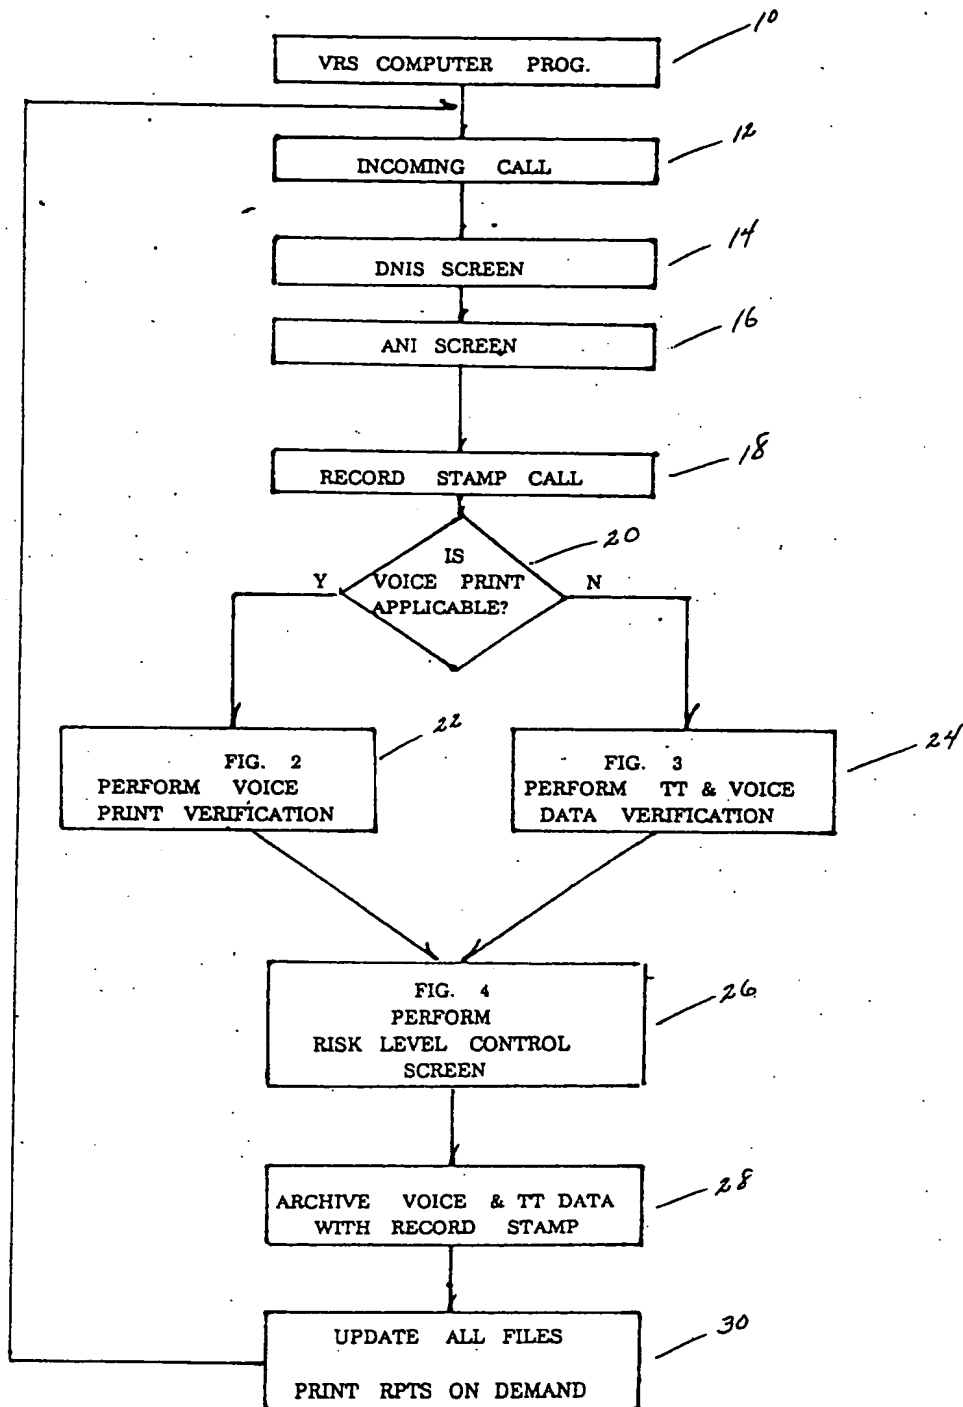 10
VRS COMPUTER PROG.
12
INCOMING CALL
14
DNIS SCREEN
16
ANI SCREEN
18
RECORD STAMP CALL
20
IS
VOICE PRINT
APPLICABLE?
Y
N
22
FIG. 2
PERFORM VOICE
PRINT VERIFICATION
24
FIG. 3
PERFORM TT & VOICE
DATA VERIFICATION
26
FIG. 4
PERFORM
RISK LEVEL CONTROL
SCREEN
28
ARCHIVE VOICE & TT DATA
WITH RECORD STAMP
30
UPDATE ALL FILES
PRINT RPTS ON DEMAND